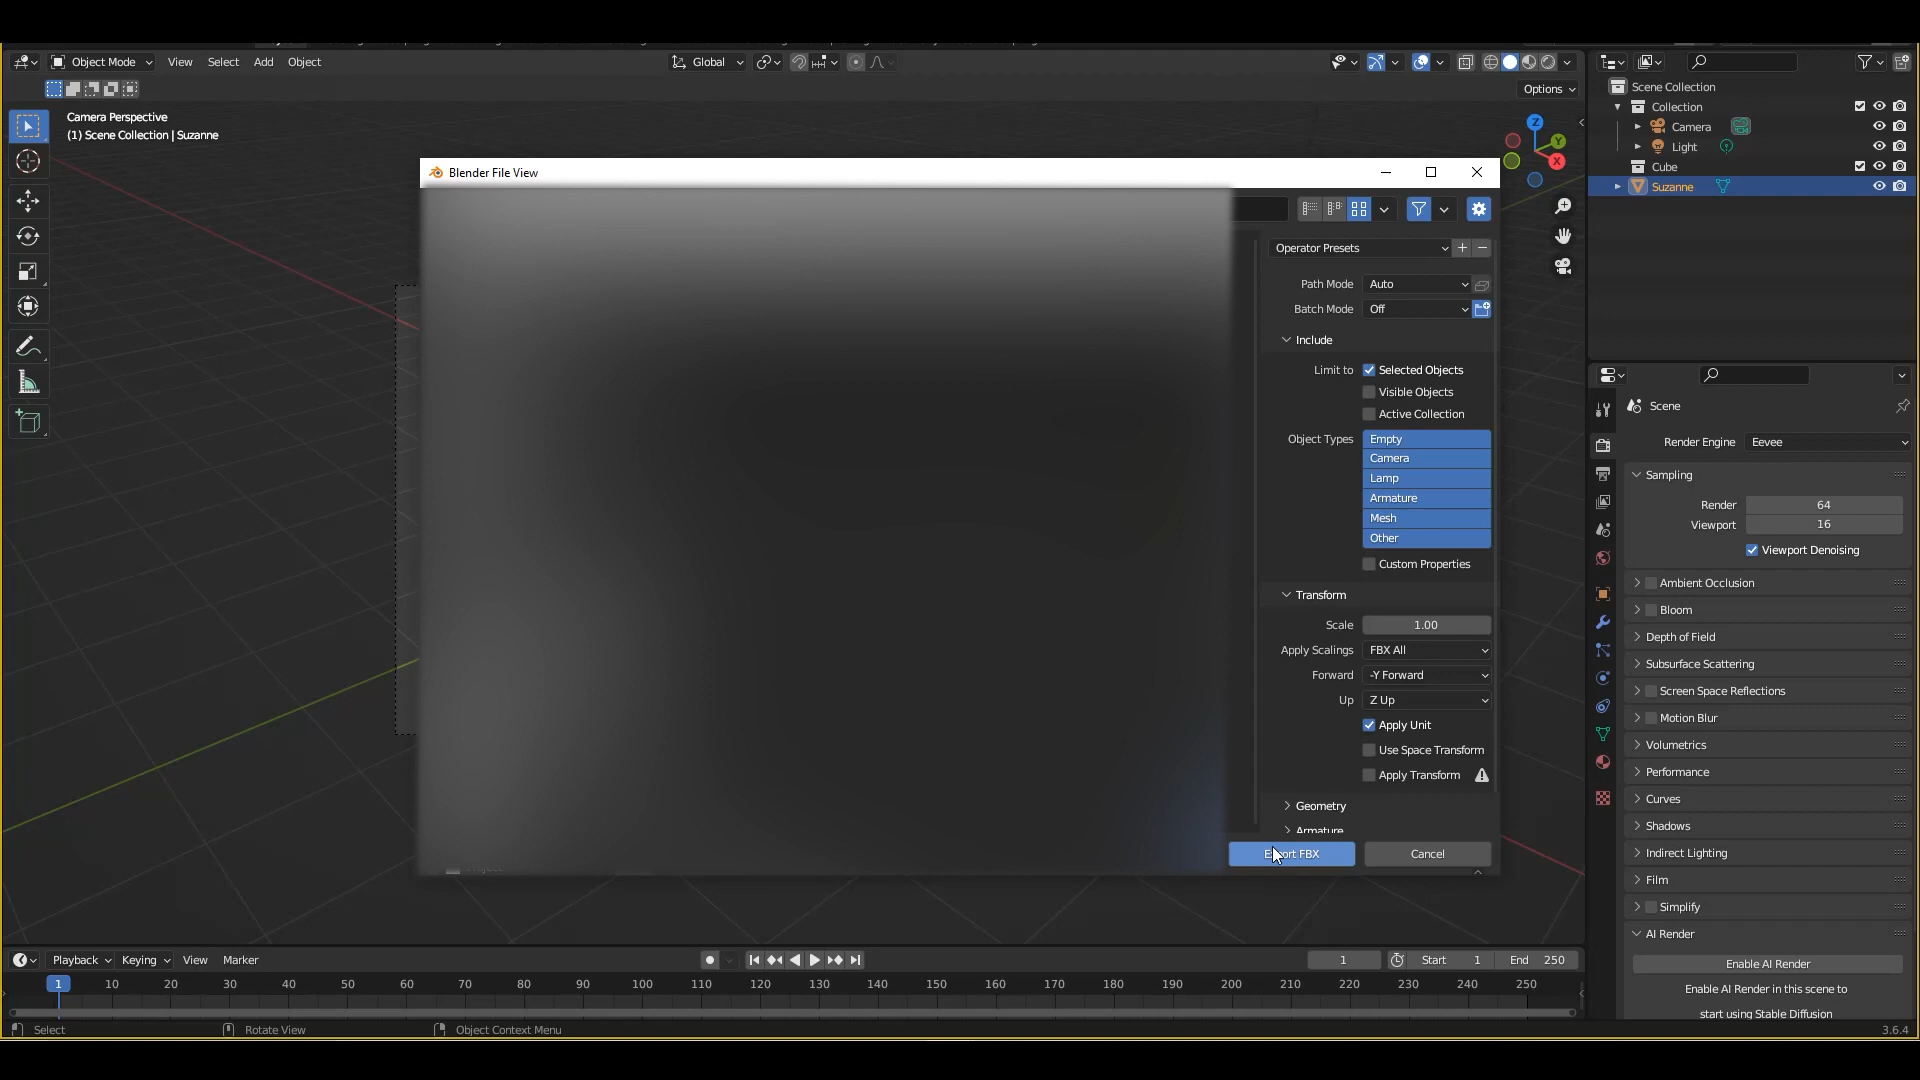 Object Mode
View
Select
Add
Object
Global
Options
Camera Perspective
(1) Scene Collection | Suzanne
Scene Collection
Collection
Camera
Light
Cube
Suzanne
Z
Y
X
Blender File View
Operator Presets
Path Mode Auto
Batch Mode Off
Include
Limit to Selected Objects
Visible Objects
Active Collection
Object Types Empty
Camera
Lamp
Armature
Mesh
Other
Custom Properties
Transform
Scale 1.00
Apply Scalings FBX All
Forward -Y Forward
Up Z Up
Apply Unit
Use Space Transform
Apply Transform
Geometry
Armature
Export FBX
Cancel
Scene
Render Engine Eevee
Sampling
Render 64
Viewport 16
Viewport Denoising
Ambient Occlusion
Bloom
Depth of Field
Subsurface Scattering
Screen Space Reflections
Motion Blur
Volumetrics
Performance
Curves
Shadows
Indirect Lighting
Film
Simplify
AI Render
Enable AI Render
Enable AI Render in this scene to
start using Stable Diffusion
Playback
Keying
View
Marker
1
Start 1
End 250
1 10 20 30 40 50 60 70 80 90 100 110 120 130 140 150 160 170 180 190 200 210 220 230 240 250
Select
Rotate View
Object Context Menu
3.6.4